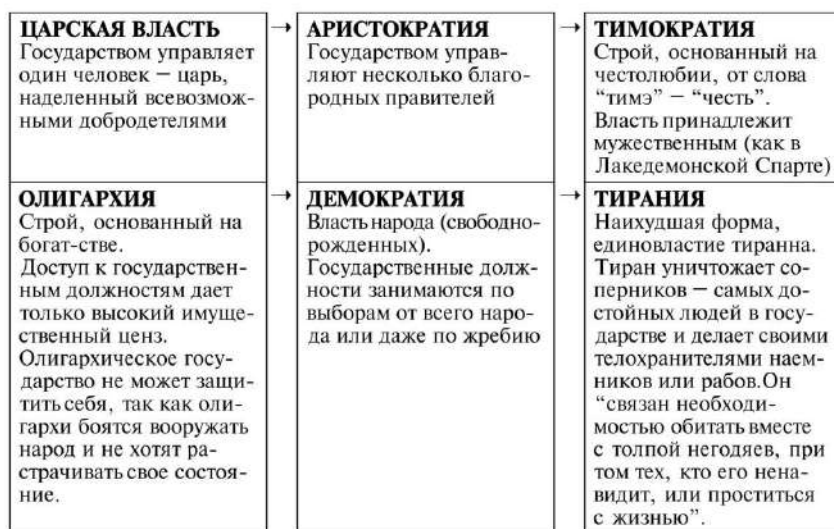 ЦАРСКАЯ ВЛАСТЬ
Государством управляет
один человек – царь,
наделенный всевозмож-
ными добродетелями
→
АРИСТОКРАТИЯ
Государством управ-
ляют несколько благо-
родных правителей
→
ТИМОКРАТИЯ
Строй, основанный на
честолюбии, от слова
“тимэ” – “честь”.
Власть принадлежит
мужественным (как в
Лакедемонской Спарте)
ОЛИГАРХИЯ
Строй, основанный на
богат-стве.
Доступ к государствен-
ным должностям дает
только высокий имуще-
ственный ценз.
Олигархическое госу-
дарство не может защи-
тить себя, так как оли-
гархи боятся вооружать
народ и не хотят ра-
страчивать свое состоя-
ние.
→
ДЕМОКРАТИЯ
Власть народа (свободно-
рожденных).
Государственные долж-
ности занимаются по
выборам от всего наро-
да или даже по жребию
→
ТИРАНИЯ
Наихудшая форма,
единовластие тиранна.
Тиран уничтожает со-
перников – самых до-
стойных людей в госу-
дарстве и делает своими
телохранителями наем-
ников или рабов.Он
“связан необходи-
мостью обитать вместе
с толпой негодяев, при
том тех, кто его нена-
видит, или проститься
с жизнью”.